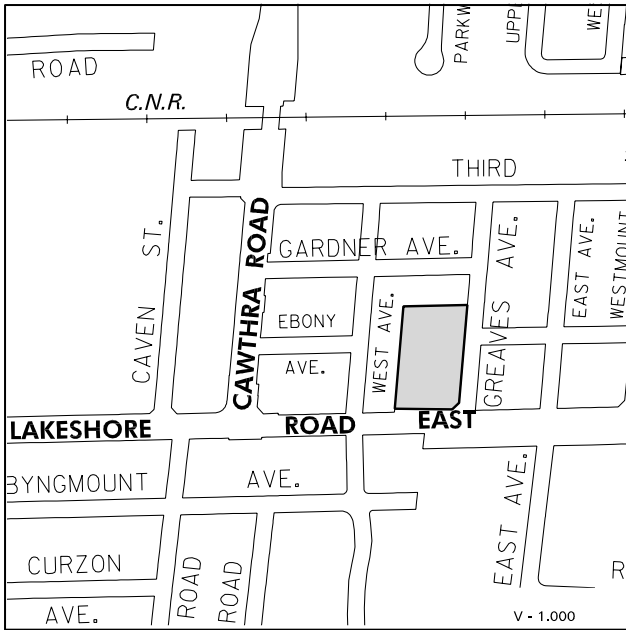 PARKW
UPPE
WE
ROAD
C.N.R.
THIRD
CAVEN ST.
CAWTHRA ROAD
GARDNER AVE.
GREAVES AVE.
EAST AVE.
WESTMOUNT
EBONY
AVE.
WEST AVE.
LAKESHORE ROAD EAST
BYNGMOUNT AVE.
EAST AVE.
CURZON
AVE.
ROAD
ROAD
R
V - 1.000